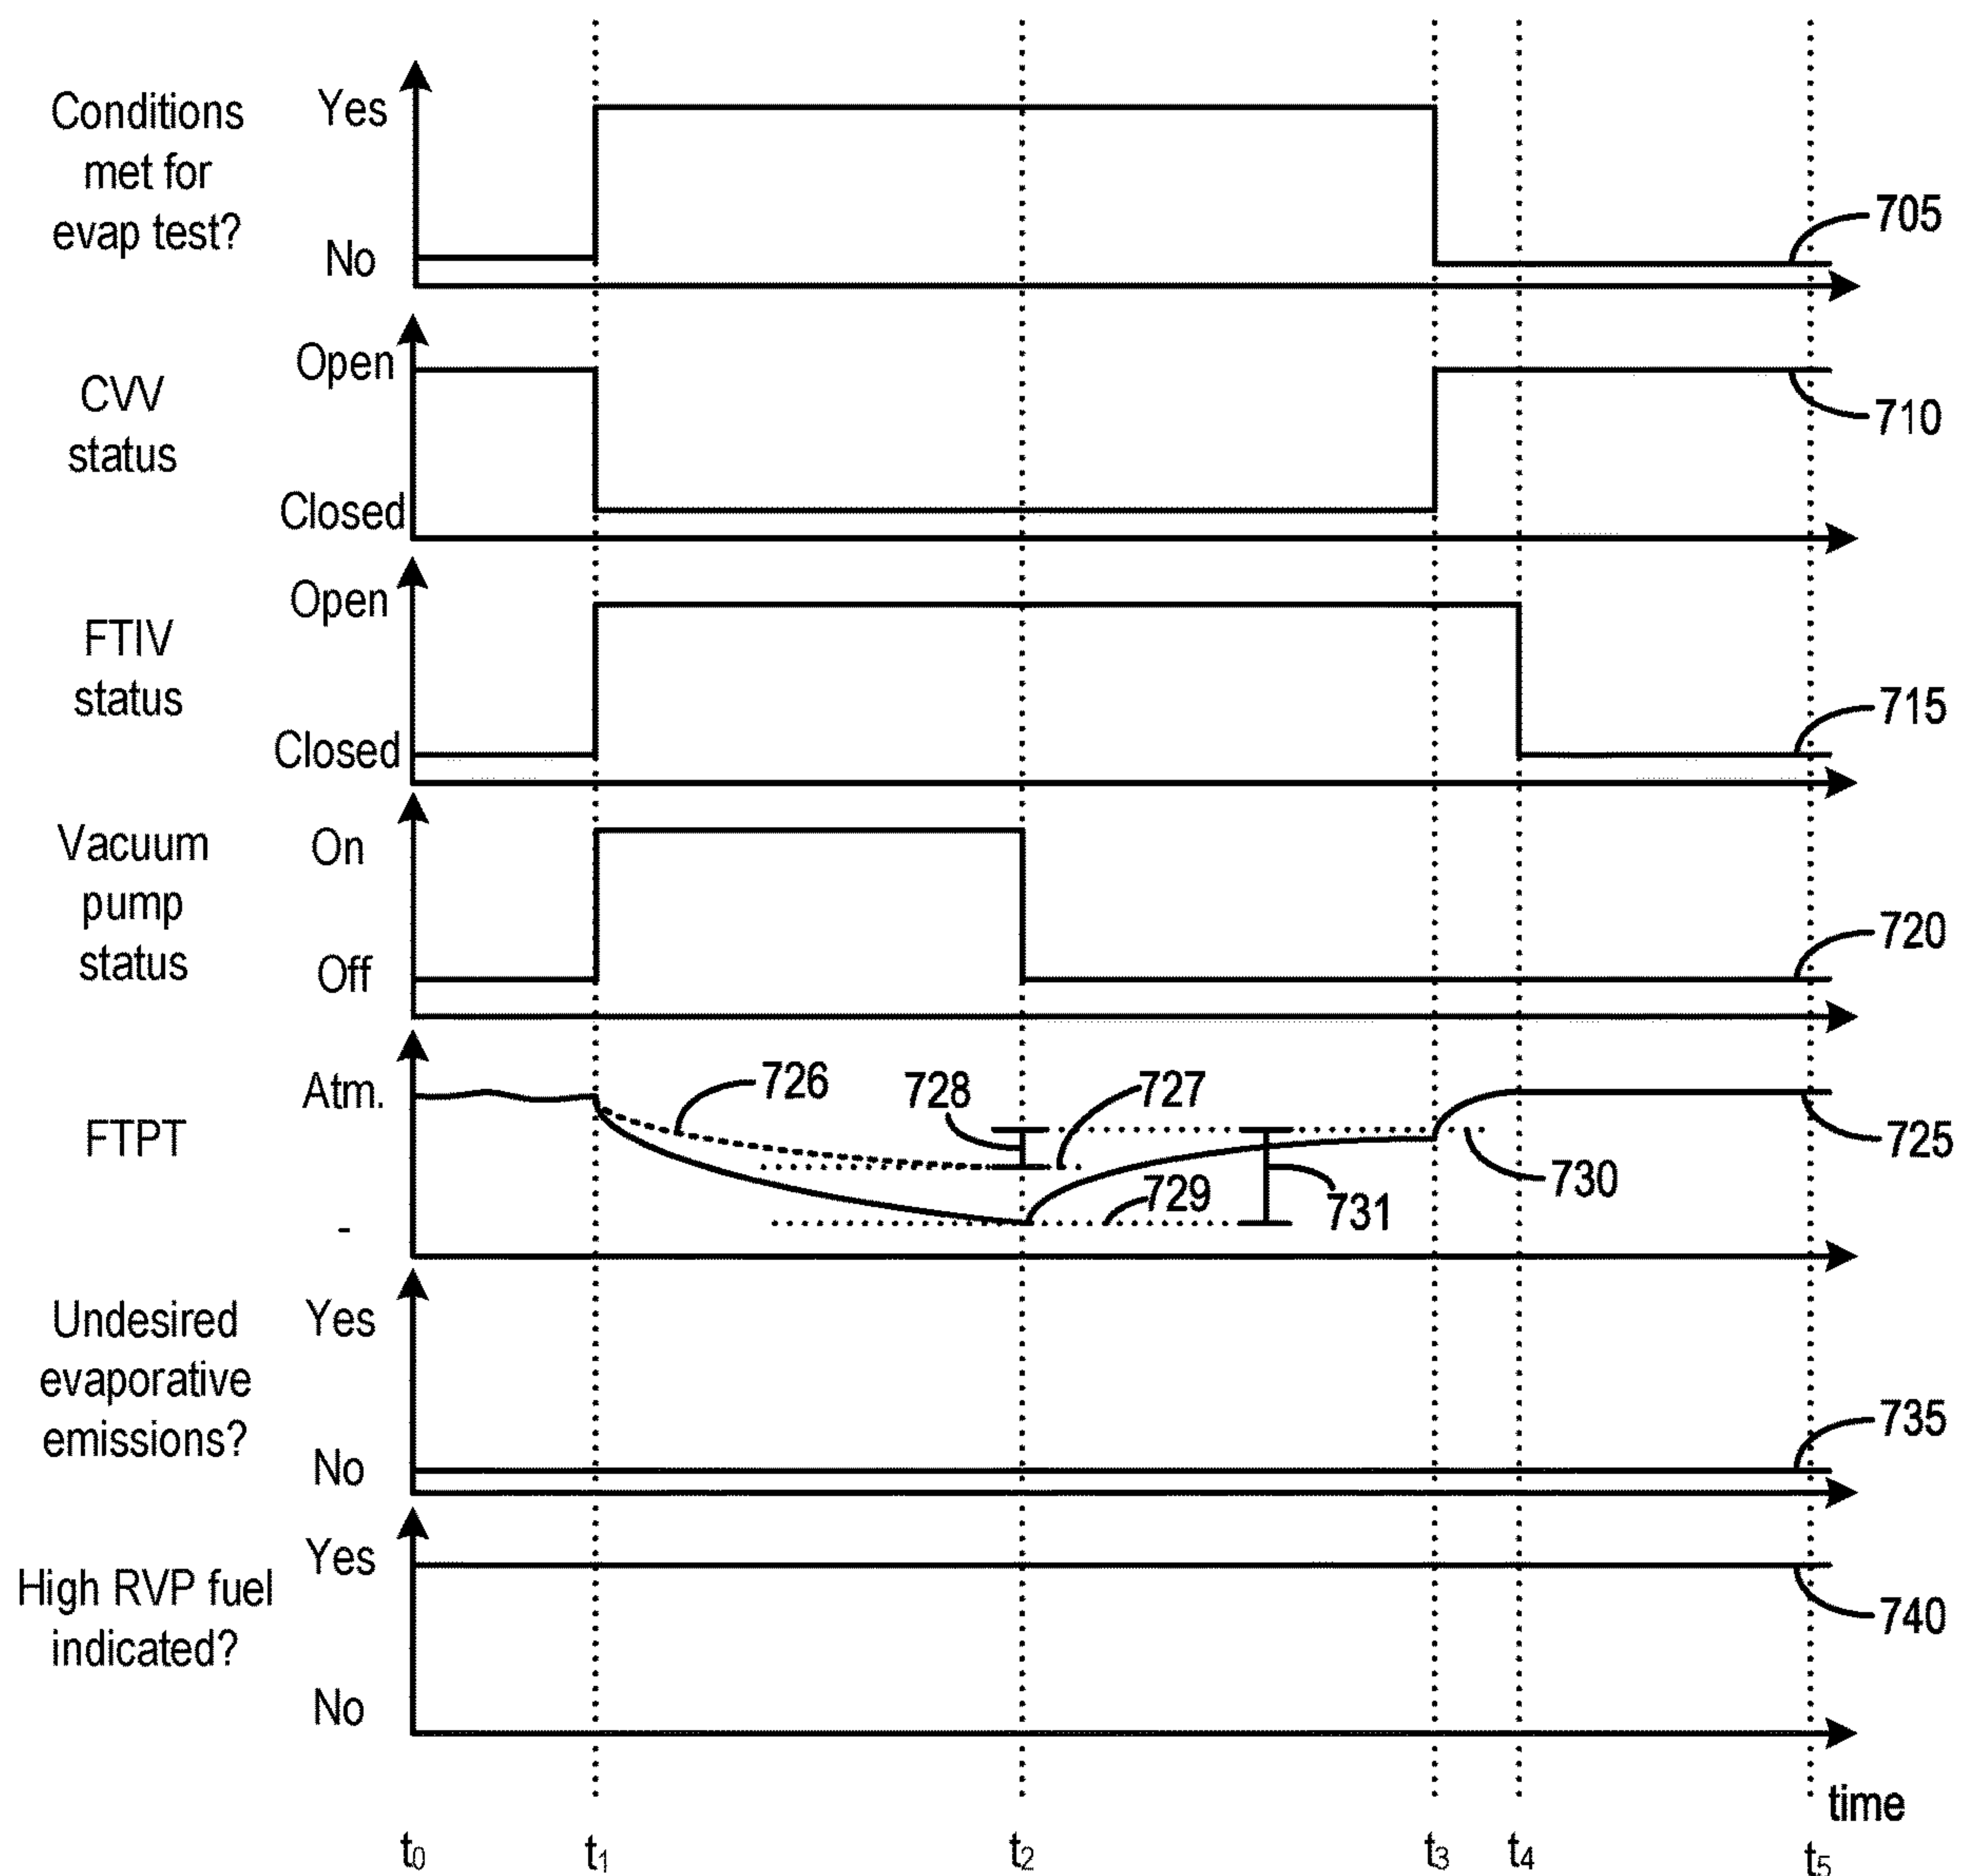 Conditions
met for
evap test?
Yes
No
705
CVV
status
Open
Closed
710
FTIV
status
Open
Closed
715
Vacuum
pump
status
On
Off
720
FTPT
Atm.
-
726
728
727
729
731
730
725
Undesired
evaporative
emissions?
Yes
No
735
High RVP fuel
indicated?
Yes
No
740
time
t0 t1 t2 t3 t4 t5